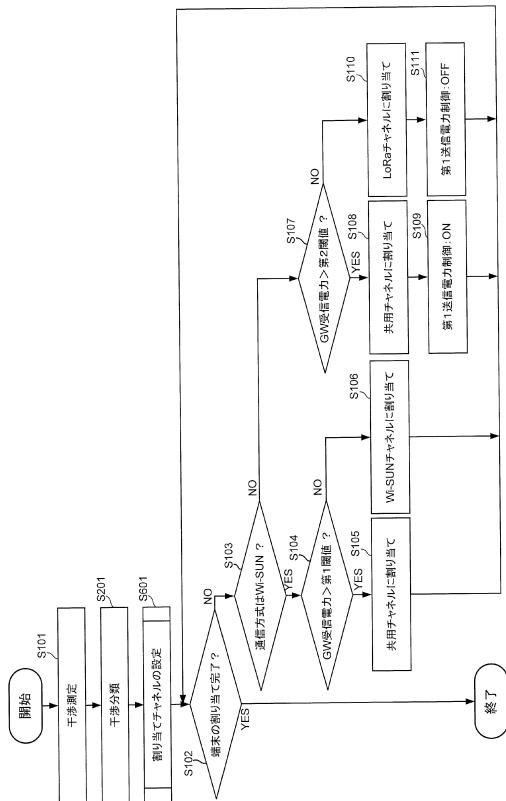 開始
S101
干渉測定
S201
干渉分類
S601
割り当てチャネルの設定
S102
端末の割り当て完了?
NO
YES
S103
通信方式はWi-SUN ?
NO
YES
S104
GW受信電力>第1閾値 ?
NO
YES
S105
共用チャネルに割り当て
S106
Wi-SUNチャネルに割り当て
S107
GW受信電力>第2閾値 ?
NO
YES
S108
共用チャネルに割り当て
S109
第1送信電力制御:ON
S110
LoRaチャネルに割り当て
S111
第1送信電力制御:OFF
終了